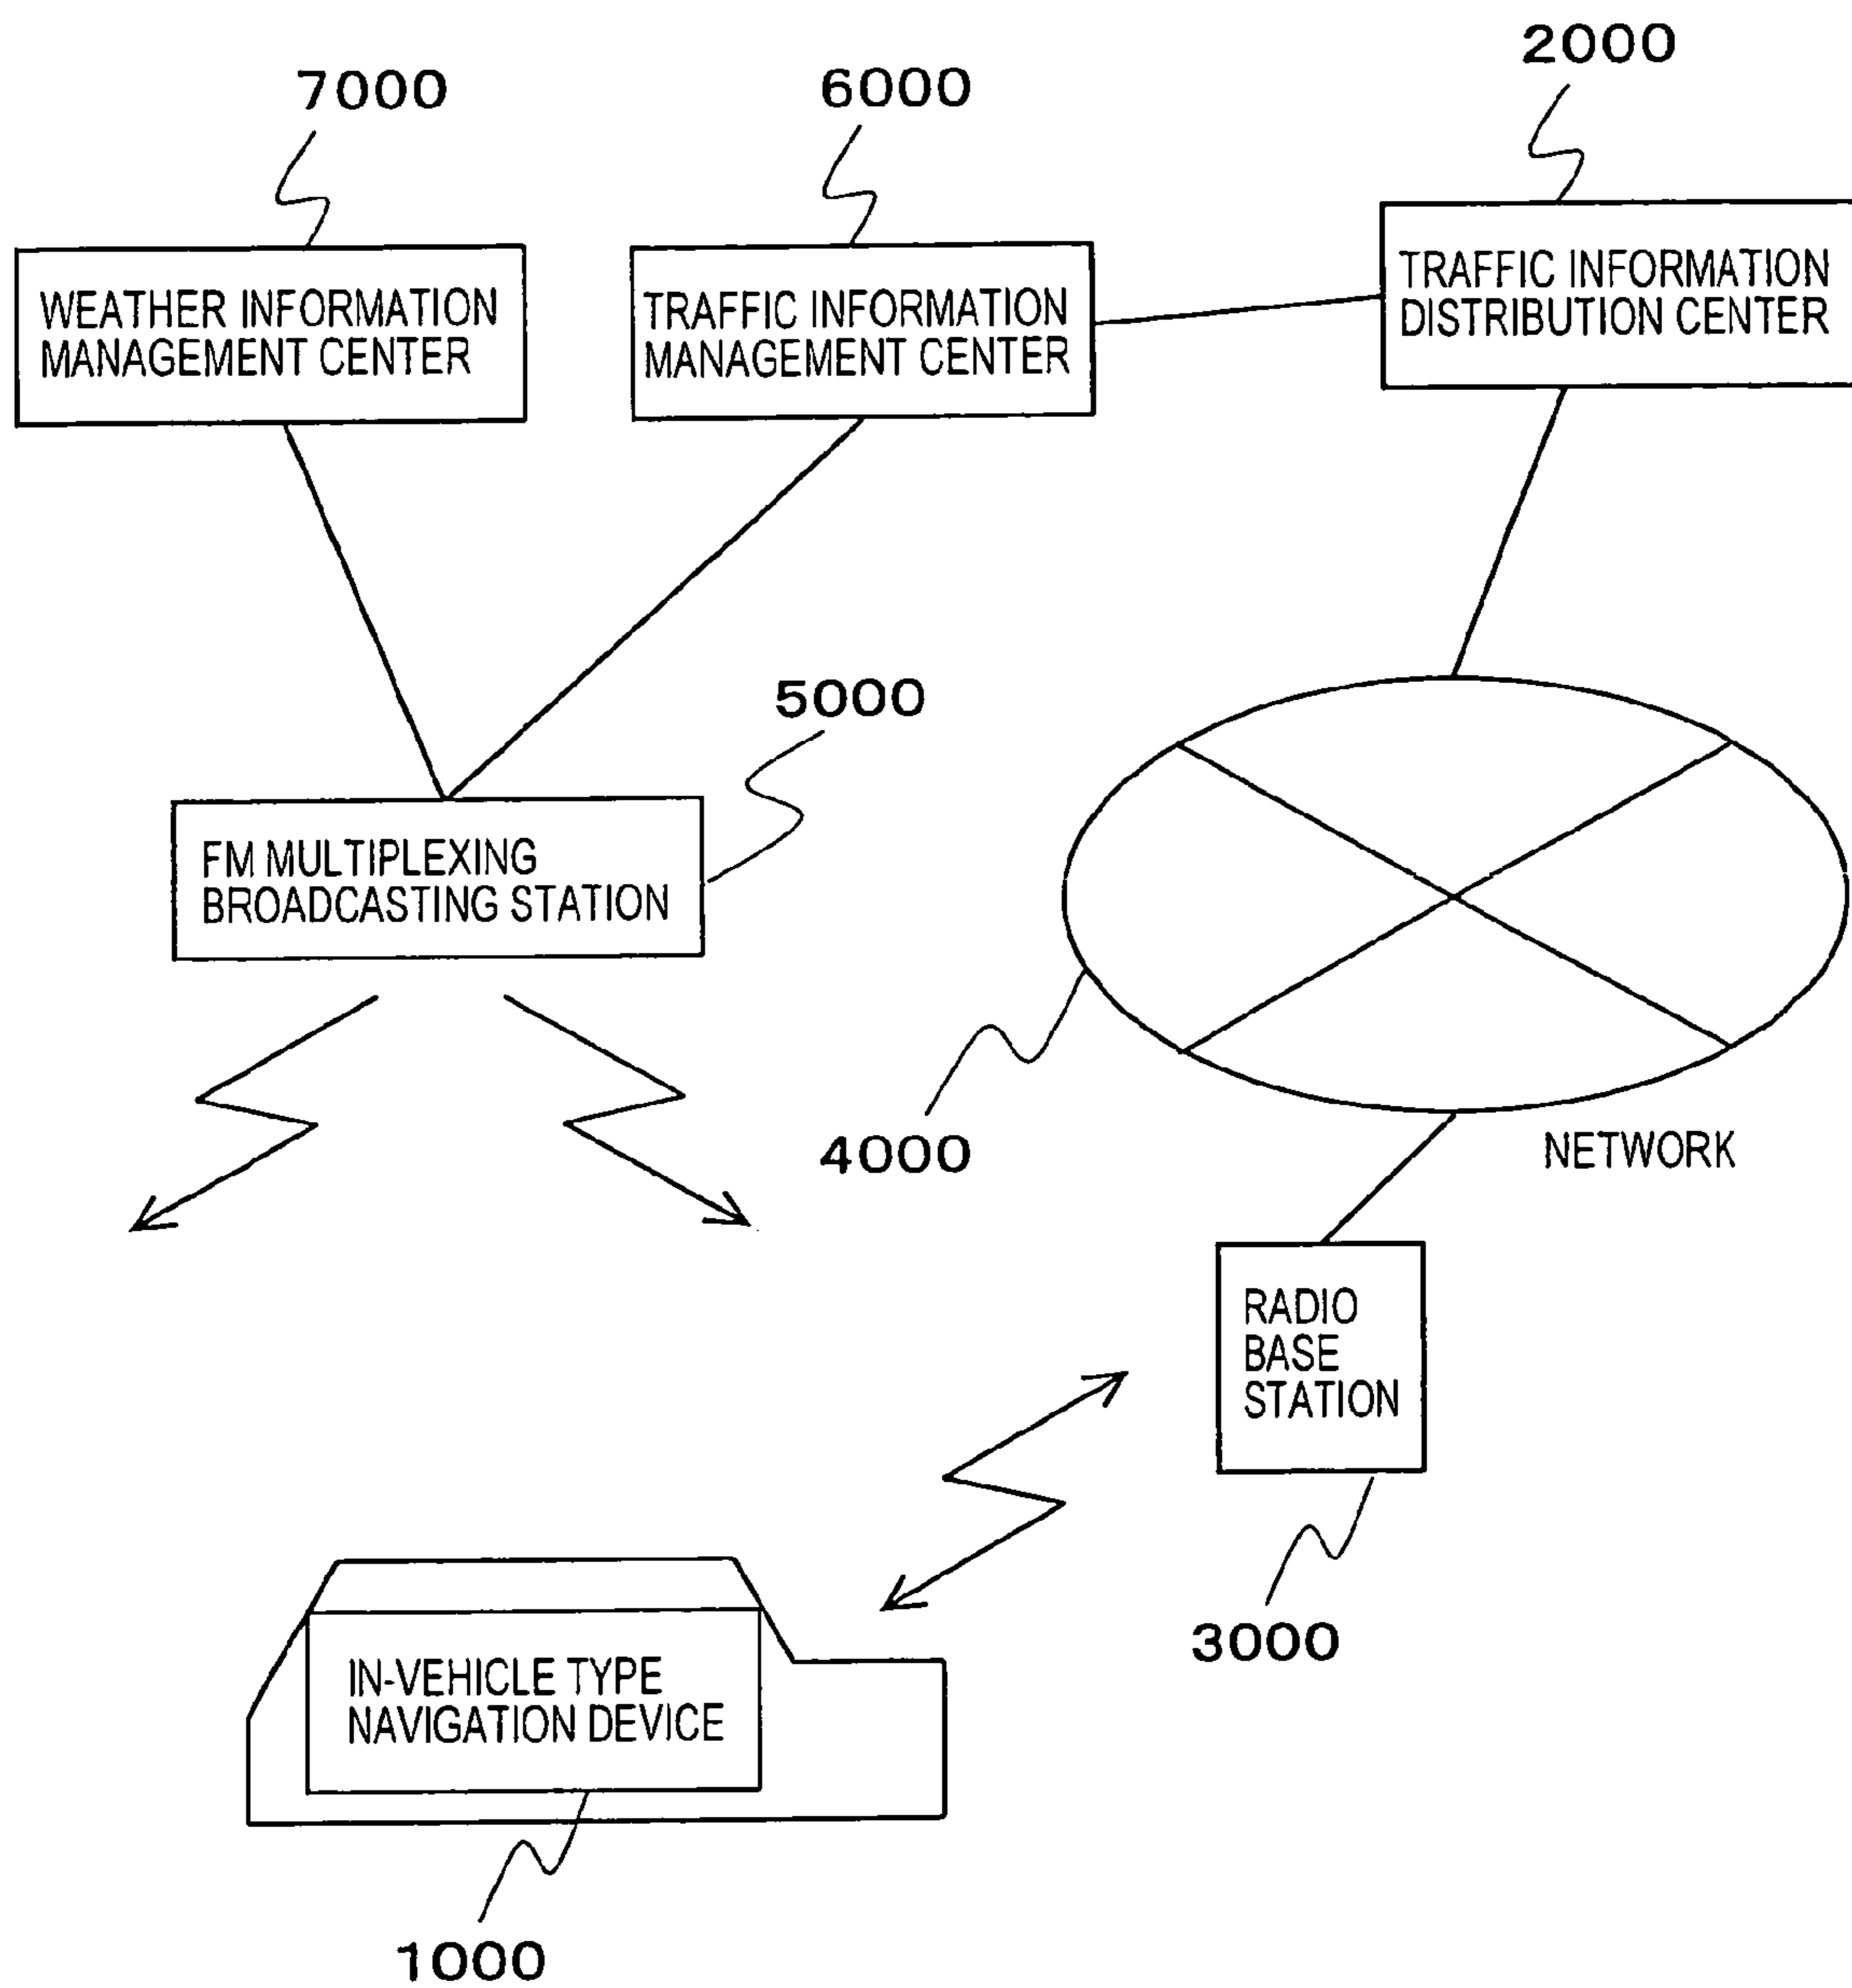 2000
7000
6000
WEATHER INFORMATION
MANAGEMENT CENTER
TRAFFIC INFORMATION
MANAGEMENT CENTER
TRAFFIC INFORMATION
DISTRIBUTION CENTER
5000
FM MULTIPLEXING
BROADCASTING STATION
4000
NETWORK
RADIO
BASE
STATION
3000
IN-VEHICLE TYPE
NAVIGATION DEVICE
1000